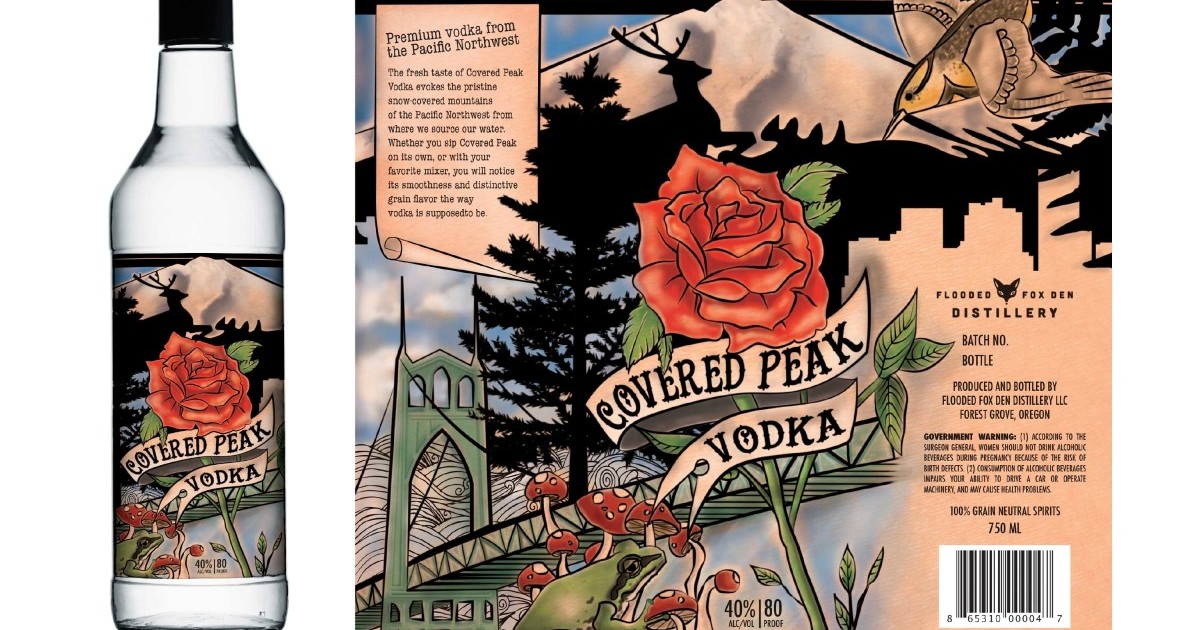 COVERED PEAK
VODKA
40% 80
ALC/VOL PROOF
Premium vodka from
the Pacific Northwest
The fresh taste of Covered Peak
Vodka evokes the pristine
snow-covered mountains
of the Pacific Northwest from
where we source our water.
Whether you sip Covered Peak
on its own, or with your
favorite mixer, you will notice
its smoothness and distinctive
grain flavor the way
vodka is supposedto be.
COVERED PEAK
VODKA
40% 80
ALC/VOL PROOF
FLOODED FOX DEN
DISTILLERY
BATCH NO.
BOTTLE
PRODUCED AND BOTTLED BY
FLOODED FOX DEN DISTILLERY LLC
FOREST GROVE, OREGON
GOVERNMENT WARNING: (1) ACCORDING TO THE
SURGEON GENERAL, WOMEN SHOULD NOT DRINK ALCOHOLIC
BEVERAGES DURING PREGNANCY BECAUSE OF THE RISK OF
BIRTH DEFECTS. (2) CONSUMPTION OF ALCOHOLIC BEVERAGES
IMPAIRS YOUR ABILITY TO DRIVE A CAR OR OPERATE
MACHINERY, AND MAY CAUSE HEALTH PROBLEMS.
100% GRAIN NEUTRAL SPIRITS
750 ML
8 65310 00004 7